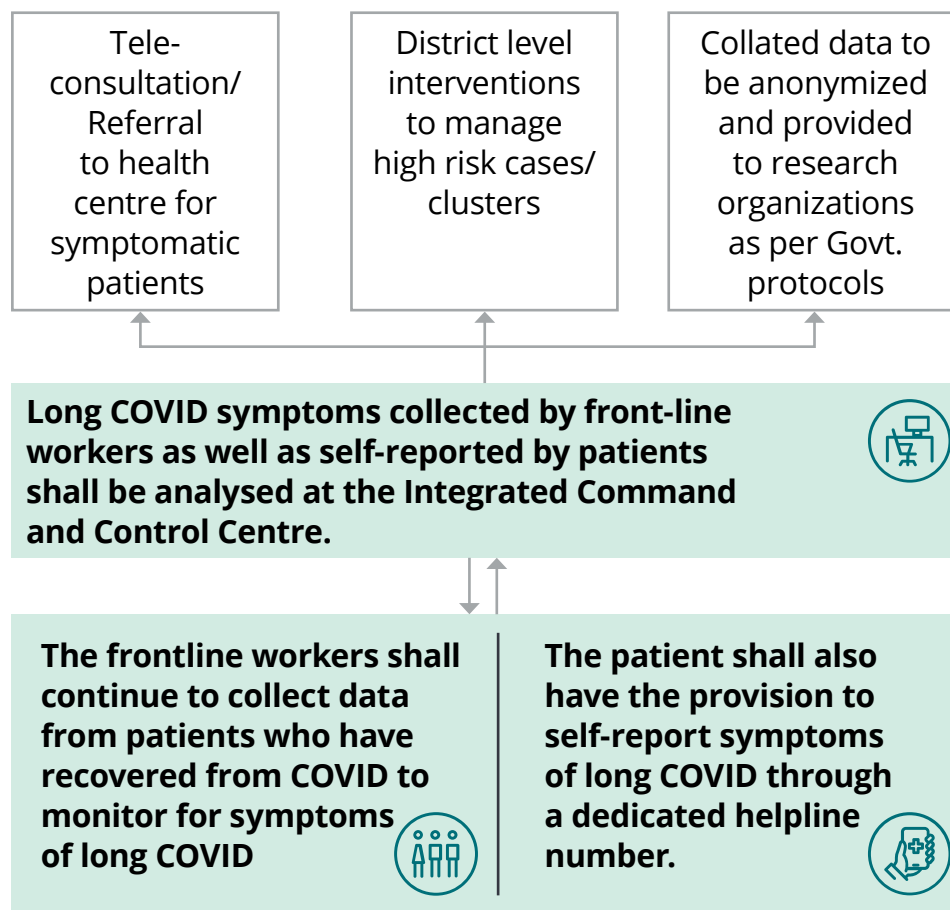 Tele-
consultation/
Referral
to health
centre for
symptomatic
patients
District level
interventions
to manage
high risk cases/
clusters
Collated data to
be anonymized
and provided
to research
organizations
as per Govt.
protocols
Long COVID symptoms collected by front-line
workers as well as self-reported by patients
shall be analysed at the Integrated Command
and Control Centre.
The frontline workers shall
continue to collect data
from patients who have
recovered from COVID to
monitor for symptoms
of long COVID
The patient shall also
have the provision to
self-report symptoms
of long COVID through
a dedicated helpline
number.